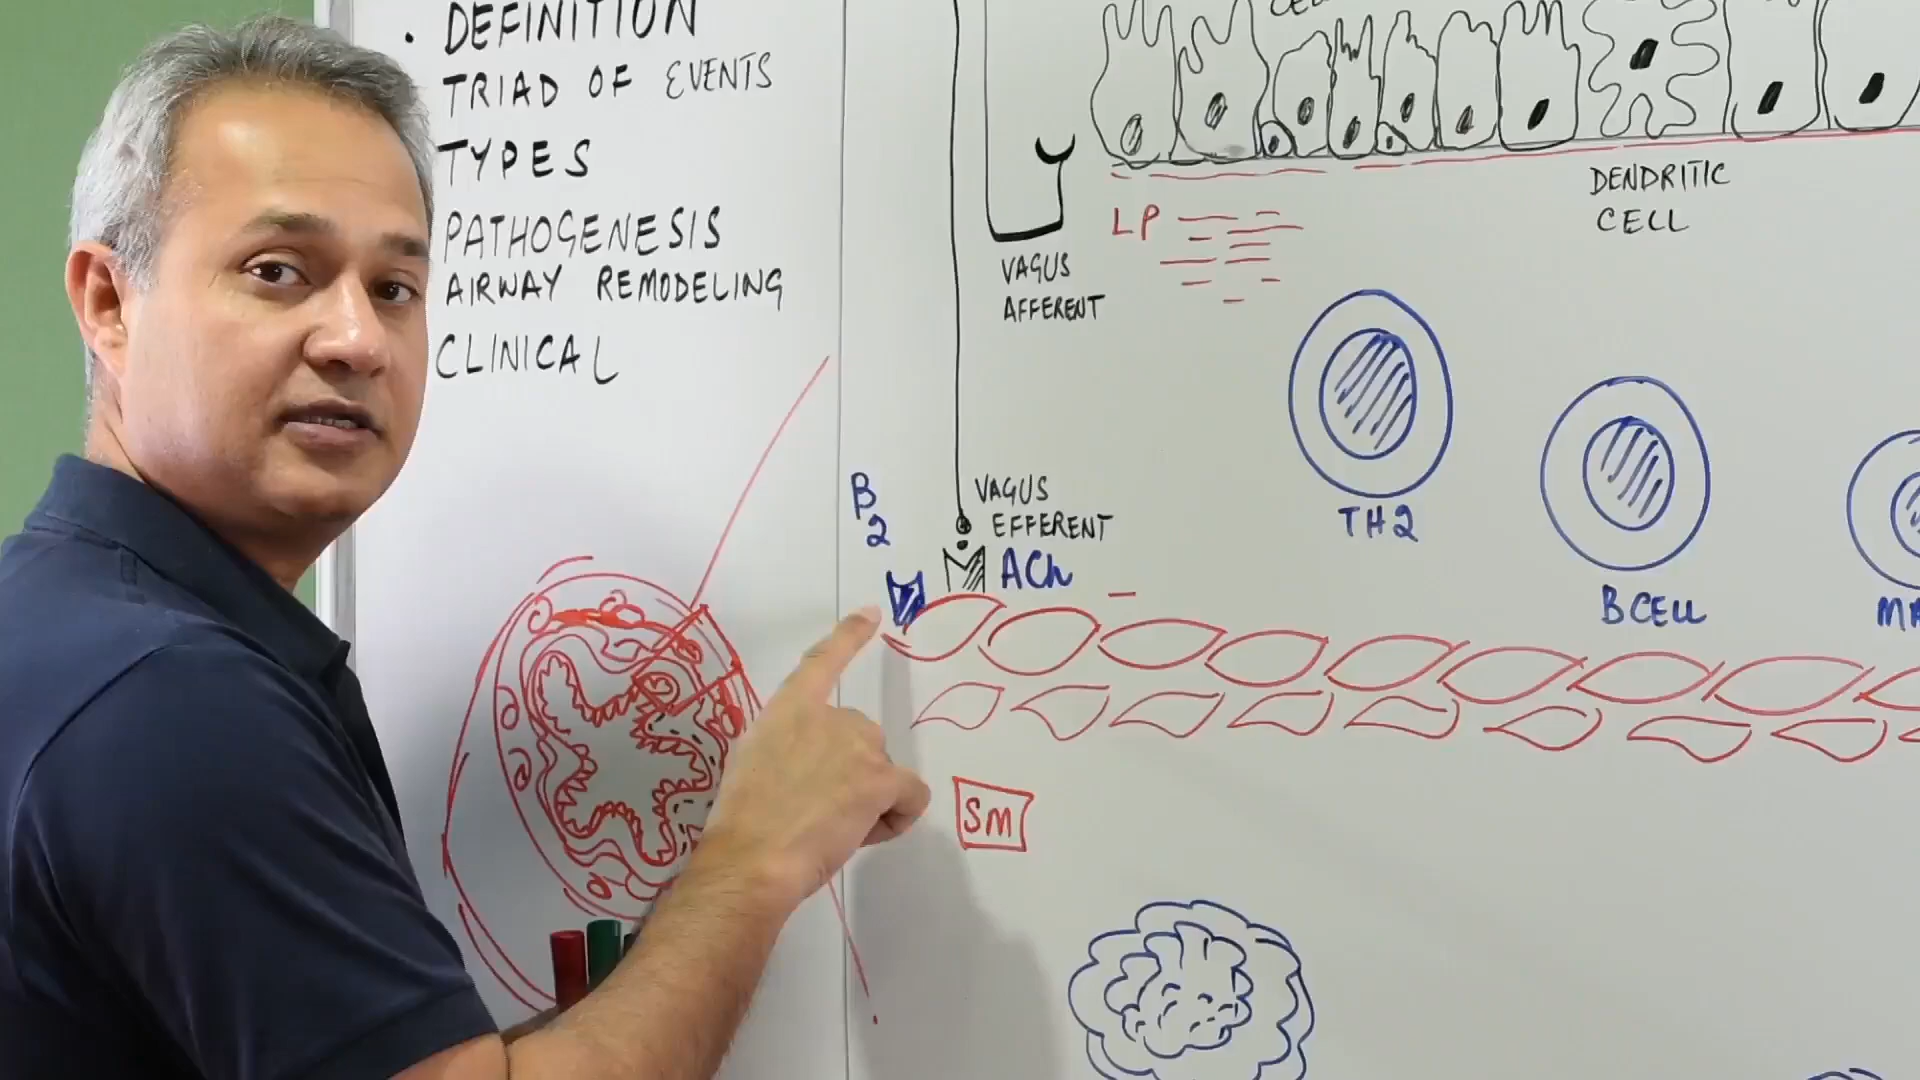 · DEFINITION
TRIAD OF EVENTS
TYPES
PATHOGENESIS
AIRWAY REMODELING
CLINICAL
DENDRITIC
CELL
LP
VAGUS
AFFERENT
β
2
VAGUS
EFFERENT
ACh
TH2
B CELL
SM